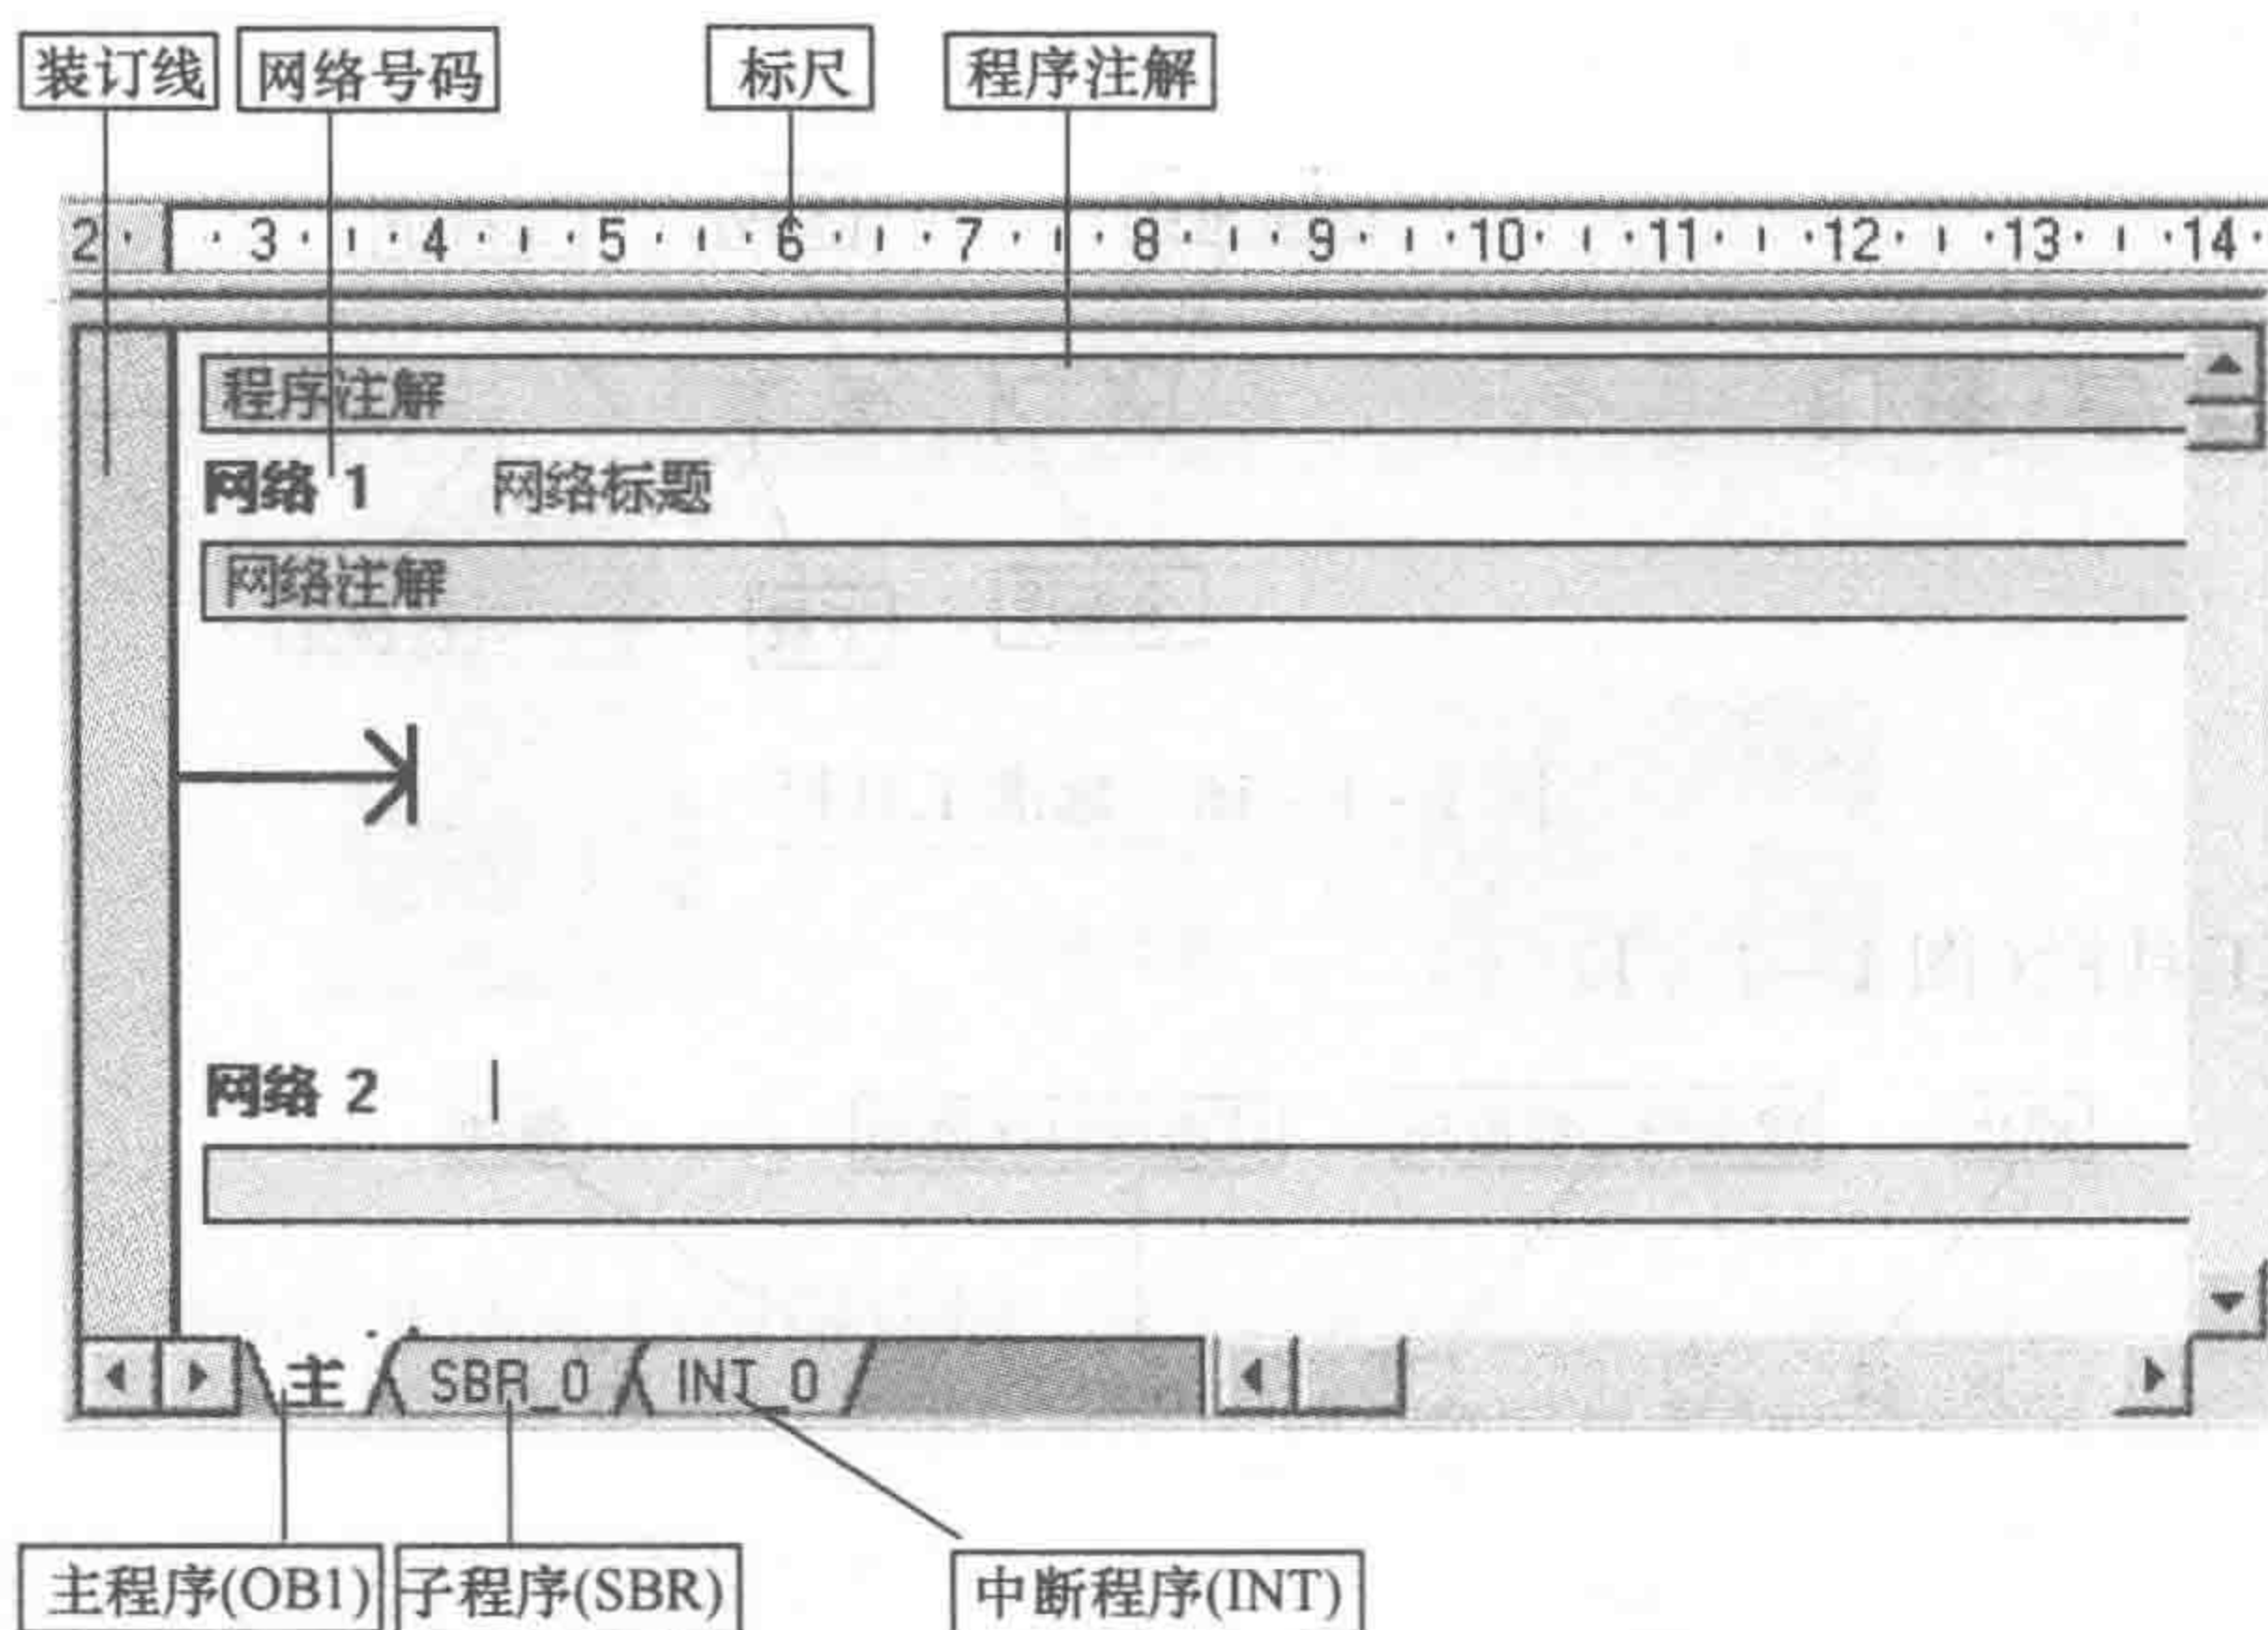 装订线 网络号码 标尺 程序注解
2 · · 3 · ı · 4 · ı · 5 · ı · 6 · ı · 7 · ı · 8 · ı · 9 · ı · 10 · ı · 11 · ı · 12 · ı · 13 · ı · 14 ·
程序注解
网络 1 网络标题
网络注解
网络 2
主 SBR_0 INT_0
主程序(OB1) 子程序(SBR) 中断程序(INT)